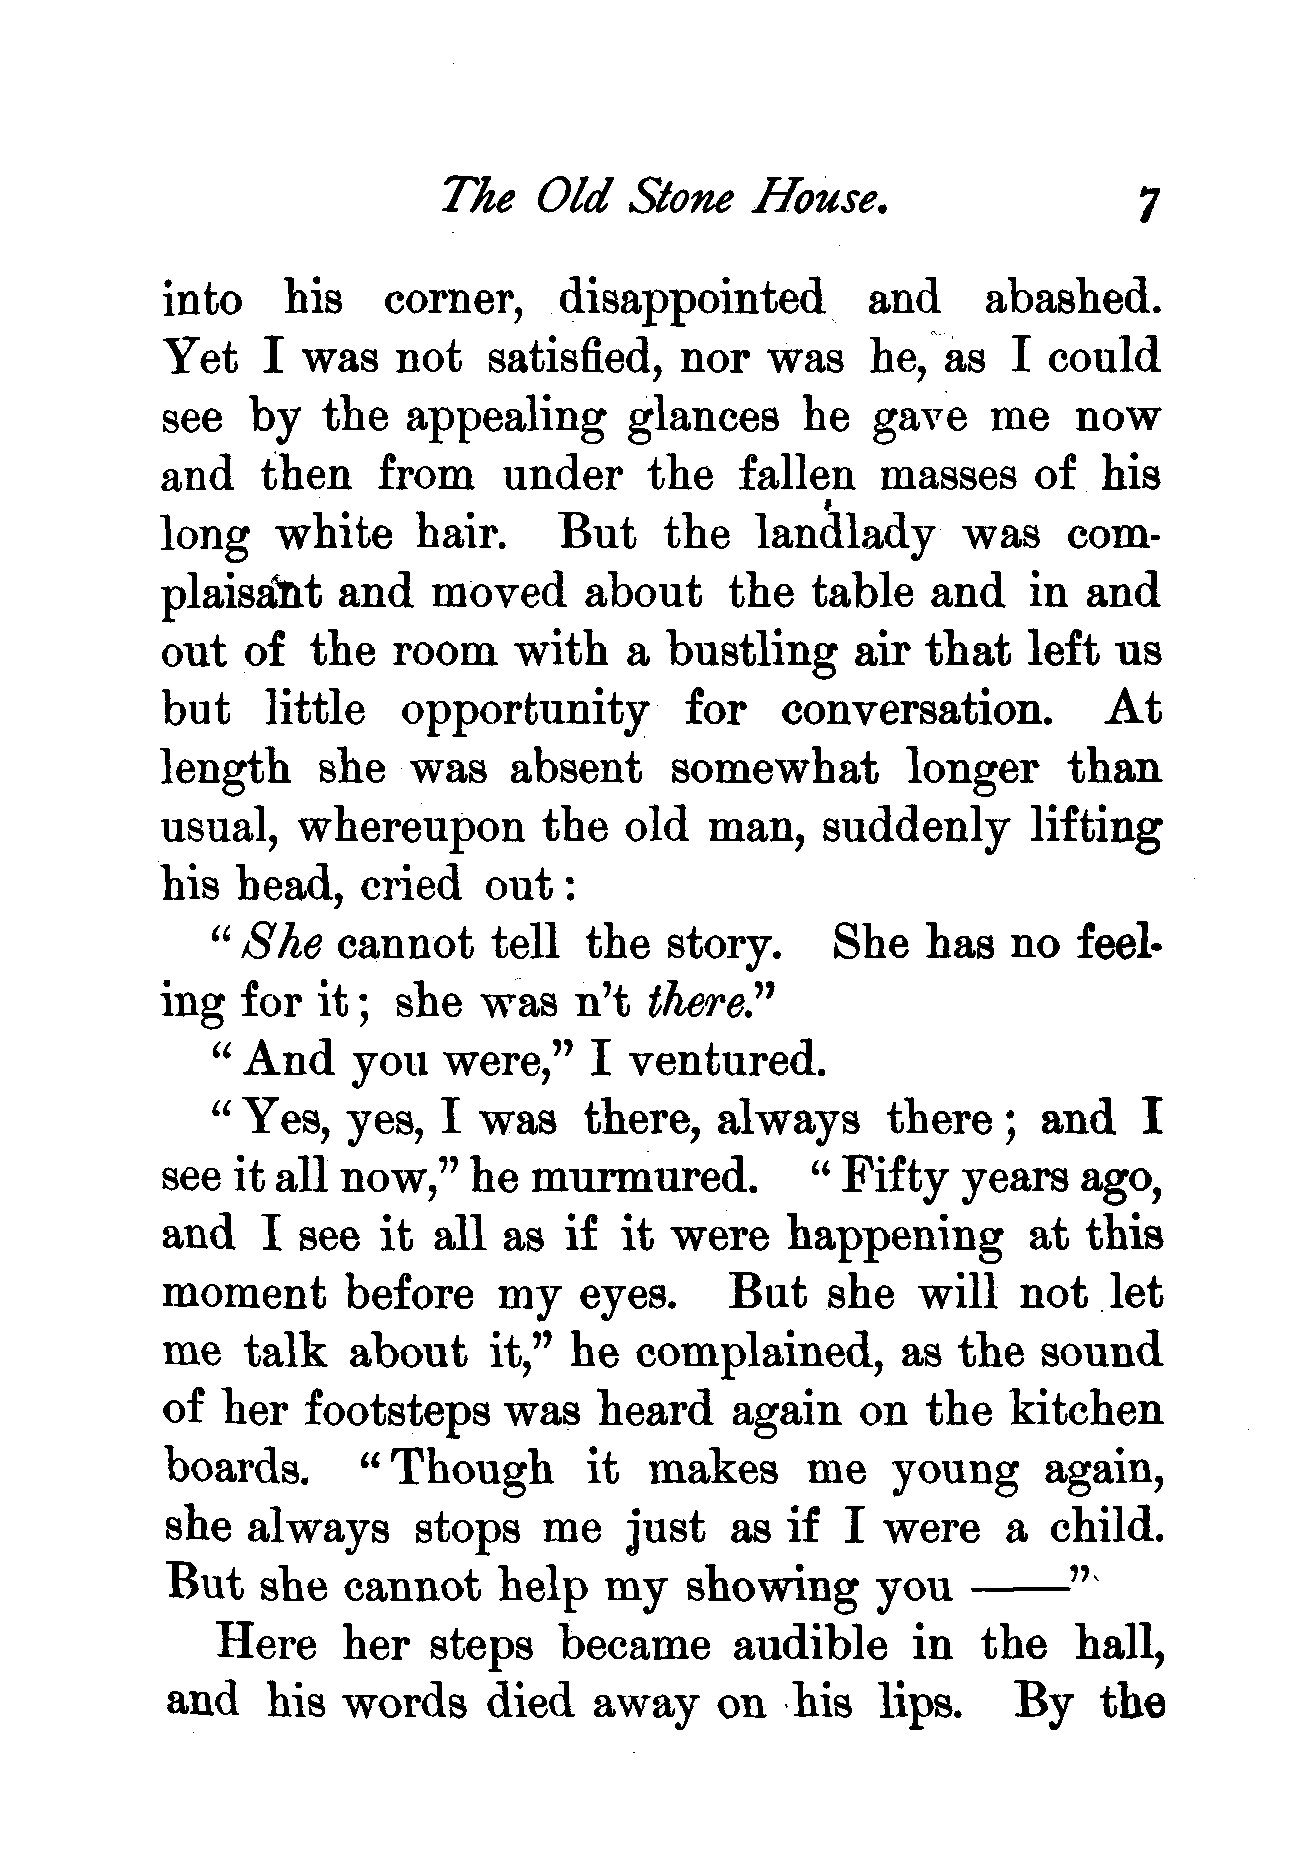 The Old Stone House. 7
into his corner, disappointed and abashed.
Yet I was not satisfied, nor was he, as I could
see by the appealing glances he gave me now
and then from under the fallen masses of his
long white hair. But the landlady was com-
plaisant and moved about the table and in and
out of the room with a bustling air that left us
but little opportunity for conversation. At
length she was absent somewhat longer than
usual, whereupon the old man, suddenly lifting
his head, cried out :
“ She cannot tell the story. She has no feel-
ing for it ; she was n’t there.”
“ And you were,” I ventured.
“ Yes, yes, I was there, always there ; and I
see it all now,” he murmured. “ Fifty years ago,
and I see it all as if it were happening at this
moment before my eyes. But she will not let
me talk about it,” he complained, as the sound
of her footsteps was heard again on the kitchen
boards. “ Though it makes me young again,
she always stops me just as if I were a child.
But she cannot help my showing you ——”
Here her steps became audible in the hall,
and his words died away on his lips. By the